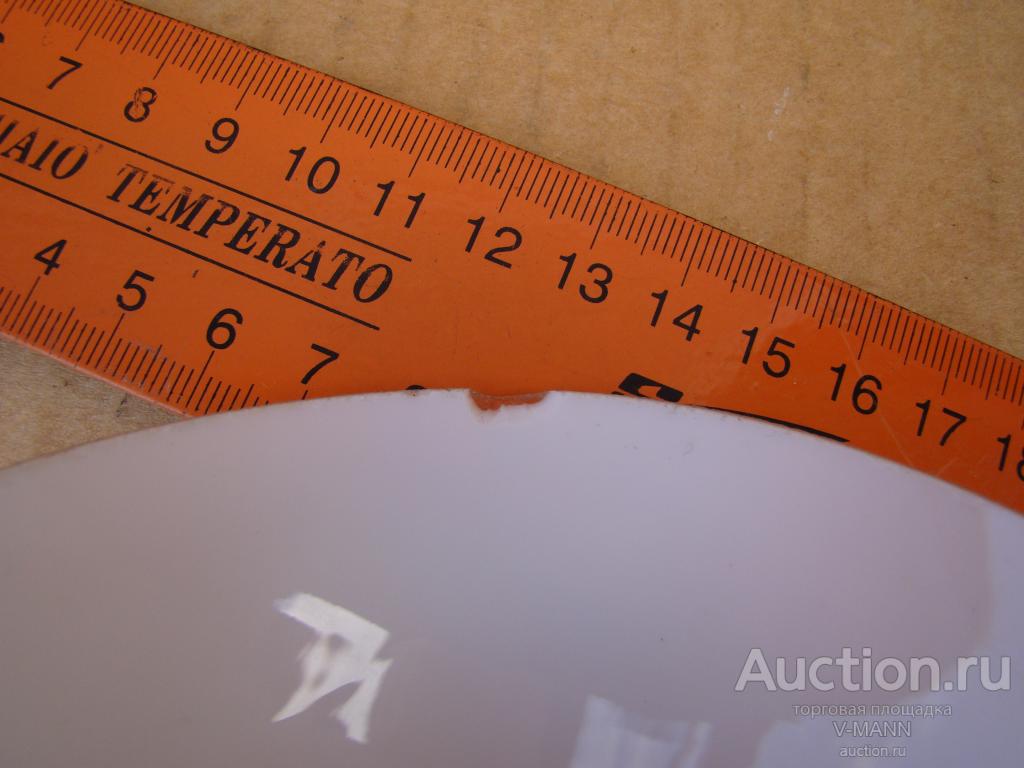 7 8 9 10 11 12 13 14 15 16 17 18
TEMPERATO
4 5 6 7
Auction.ru
торговая площадка
V-MANN
auction.ru